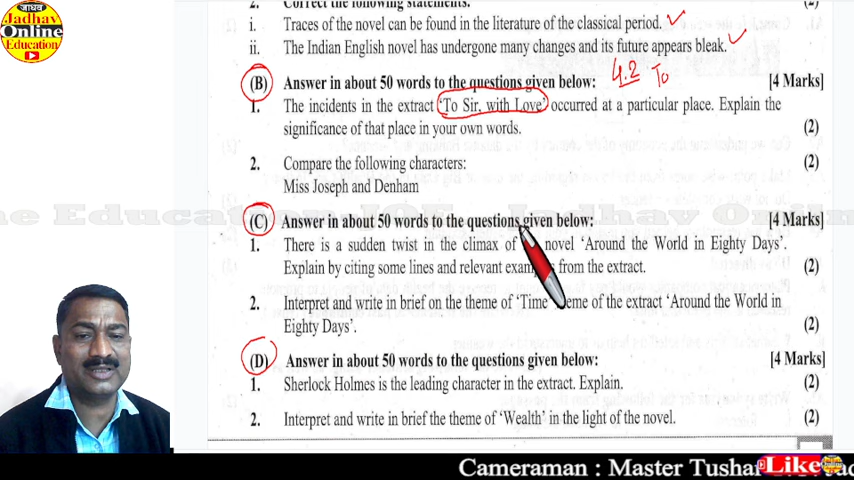 जाधव
Jadhav
Online
Education
2. Correct the following statements. (2)
i. Traces of the novel can be found in the literature of the classical period.
ii. The Indian English novel has undergone many changes and its future appears bleak.
4.2 To
(B) Answer in about 50 words to the questions given below: [4 Marks]
1. The incidents in the extract 'To Sir, with Love' occurred at a particular place. Explain the
significance of that place in your own words. (2)
2. Compare the following characters: (2)
Miss Joseph and Denham
(C) Answer in about 50 words to the questions given below: [4 Marks]
1. There is a sudden twist in the climax of novel 'Around the World in Eighty Days'.
Explain by citing some lines and relevant from the extract. (2)
2. Interpret and write in brief on the theme of 'Time' of the extract 'Around the World in
Eighty Days'. (2)
(D) Answer in about 50 words to the questions given below: [4 Marks]
1. Sherlock Holmes is the leading character in the extract. Explain. (2)
2. Interpret and write in brief the theme of 'Wealth' in the light of the novel. (2)
Cameraman : Master Tushar
Like